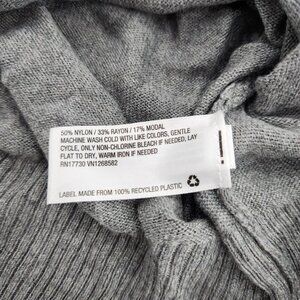 50% NYLON / 33% RAYON / 17% MODAL
MACHINE WASH COLD WITH LIKE COLORS, GENTLE
CYCLE, ONLY NON-CHLORINE BLEACH IF NEEDED, LAY
FLAT TO DRY, WARM IRON IF NEEDED
RN17730 VN1268582
LABEL MADE FROM 100% RECYCLED PLASTIC